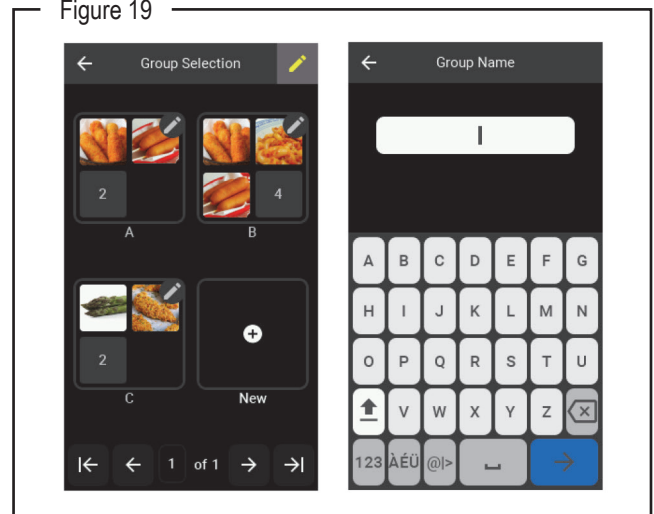 Figure 19
Group Selection
2
4
A
B
2
C
New
1 of 1
Group Name
A B C D E F G
H I J K L M N
O P Q R S T U
V W X Y Z
123 ÀÉÜ @|>